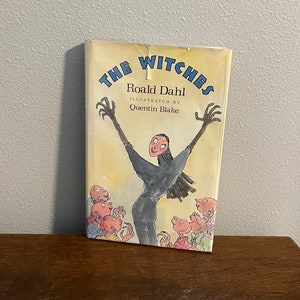 THE WITCHES
Roald Dahl
ILLUSTRATED BY
Quentin Blake